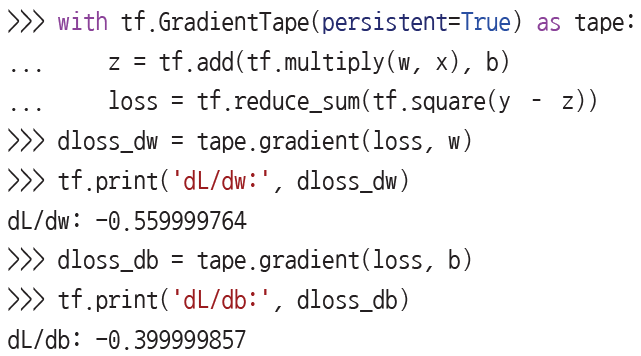 >>> with tf.GradientTape(persistent=True) as tape:
...     z = tf.add(tf.multiply(w, x), b)
...     loss = tf.reduce_sum(tf.square(y - z))
>>> dloss_dw = tape.gradient(loss, w)
>>> tf.print('dL/dw:', dloss_dw)
dL/dw: -0.559999764
>>> dloss_db = tape.gradient(loss, b)
>>> tf.print('dL/db:', dloss_db)
dL/db: -0.399999857